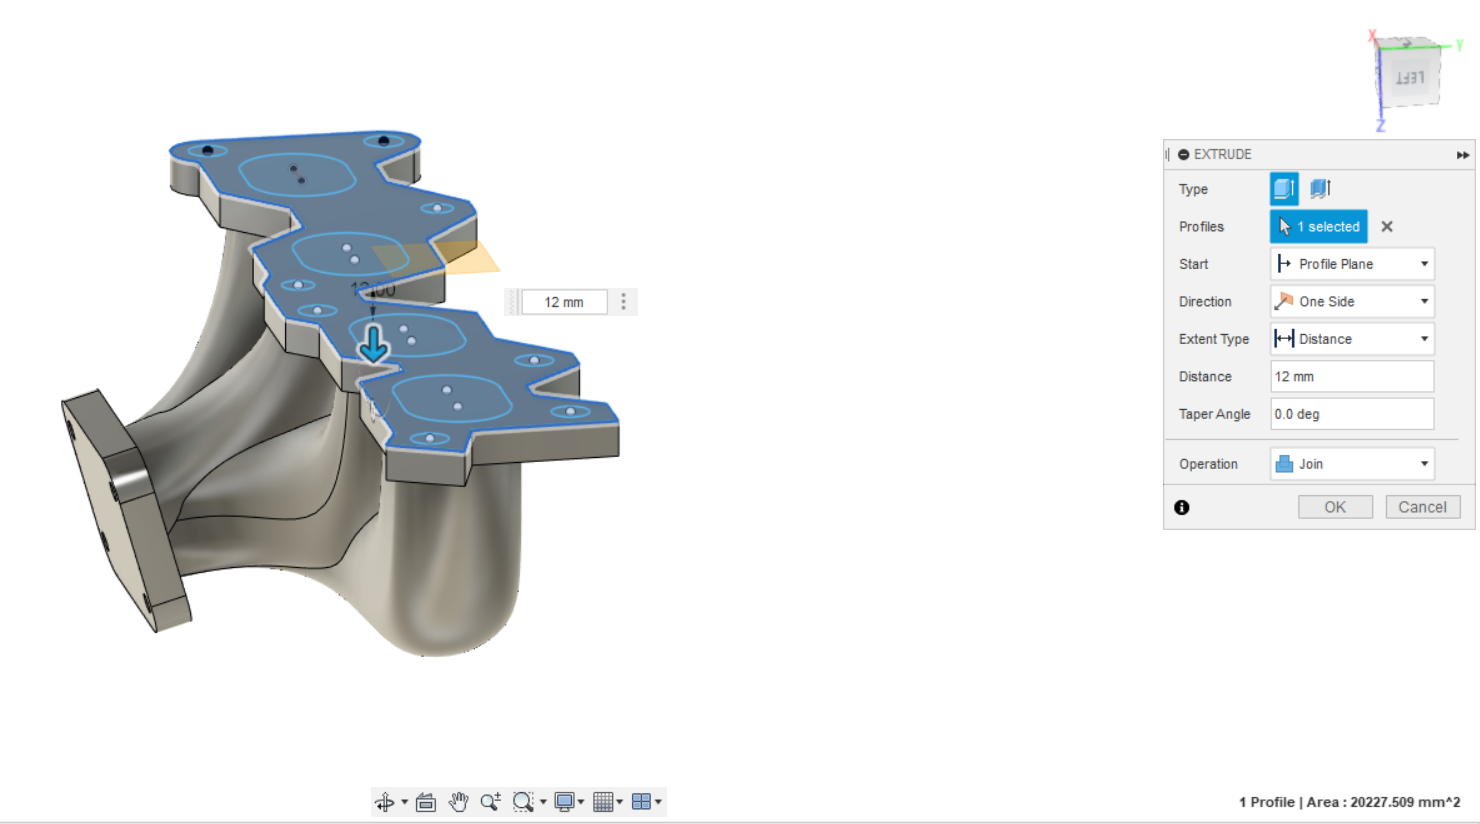 X
Y
LEFT
Z
EXTRUDE
Type
Profiles
1 selected
Start
Profile Plane
Direction
One Side
Extent Type
Distance
Distance
12 mm
Taper Angle
0.0 deg
Operation
Join
OK
Cancel
12 mm
1 Profile | Area : 20227.509 mm^2